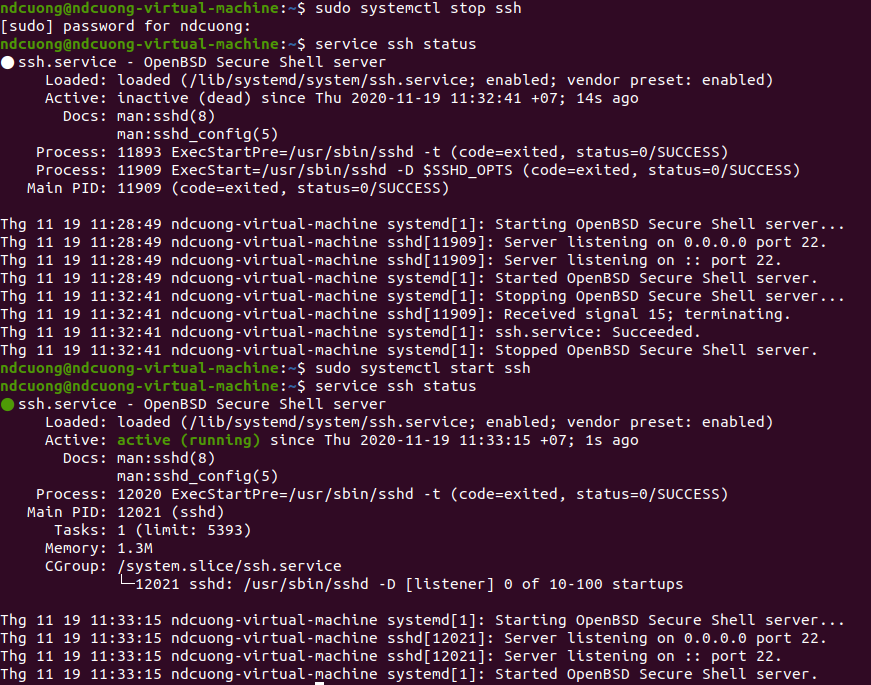 ndcuong@ndcuong-virtual-machine:~$ sudo systemctl stop ssh
[sudo] password for ndcuong:
ndcuong@ndcuong-virtual-machine:~$ service ssh status
● ssh.service - OpenBSD Secure Shell server
     Loaded: loaded (/lib/systemd/system/ssh.service; enabled; vendor preset: enabled)
     Active: inactive (dead) since Thu 2020-11-19 11:32:41 +07; 14s ago
       Docs: man:sshd(8)
             man:sshd_config(5)
    Process: 11893 ExecStartPre=/usr/sbin/sshd -t (code=exited, status=0/SUCCESS)
    Process: 11909 ExecStart=/usr/sbin/sshd -D $SSHD_OPTS (code=exited, status=0/SUCCESS)
   Main PID: 11909 (code=exited, status=0/SUCCESS)

Thg 11 19 11:28:49 ndcuong-virtual-machine systemd[1]: Starting OpenBSD Secure Shell server...
Thg 11 19 11:28:49 ndcuong-virtual-machine sshd[11909]: Server listening on 0.0.0.0 port 22.
Thg 11 19 11:28:49 ndcuong-virtual-machine sshd[11909]: Server listening on :: port 22.
Thg 11 19 11:28:49 ndcuong-virtual-machine systemd[1]: Started OpenBSD Secure Shell server.
Thg 11 19 11:32:41 ndcuong-virtual-machine systemd[1]: Stopping OpenBSD Secure Shell server...
Thg 11 19 11:32:41 ndcuong-virtual-machine sshd[11909]: Received signal 15; terminating.
Thg 11 19 11:32:41 ndcuong-virtual-machine systemd[1]: ssh.service: Succeeded.
Thg 11 19 11:32:41 ndcuong-virtual-machine systemd[1]: Stopped OpenBSD Secure Shell server.
ndcuong@ndcuong-virtual-machine:~$ sudo systemctl start ssh
ndcuong@ndcuong-virtual-machine:~$ service ssh status
● ssh.service - OpenBSD Secure Shell server
     Loaded: loaded (/lib/systemd/system/ssh.service; enabled; vendor preset: enabled)
     Active: active (running) since Thu 2020-11-19 11:33:15 +07; 1s ago
       Docs: man:sshd(8)
             man:sshd_config(5)
    Process: 12020 ExecStartPre=/usr/sbin/sshd -t (code=exited, status=0/SUCCESS)
   Main PID: 12021 (sshd)
      Tasks: 1 (limit: 5393)
     Memory: 1.3M
     CGroup: /system.slice/ssh.service
             └─12021 sshd: /usr/sbin/sshd -D [listener] 0 of 10-100 startups

Thg 11 19 11:33:15 ndcuong-virtual-machine systemd[1]: Starting OpenBSD Secure Shell server...
Thg 11 19 11:33:15 ndcuong-virtual-machine sshd[12021]: Server listening on 0.0.0.0 port 22.
Thg 11 19 11:33:15 ndcuong-virtual-machine sshd[12021]: Server listening on :: port 22.
Thg 11 19 11:33:15 ndcuong-virtual-machine systemd[1]: Started OpenBSD Secure Shell server.